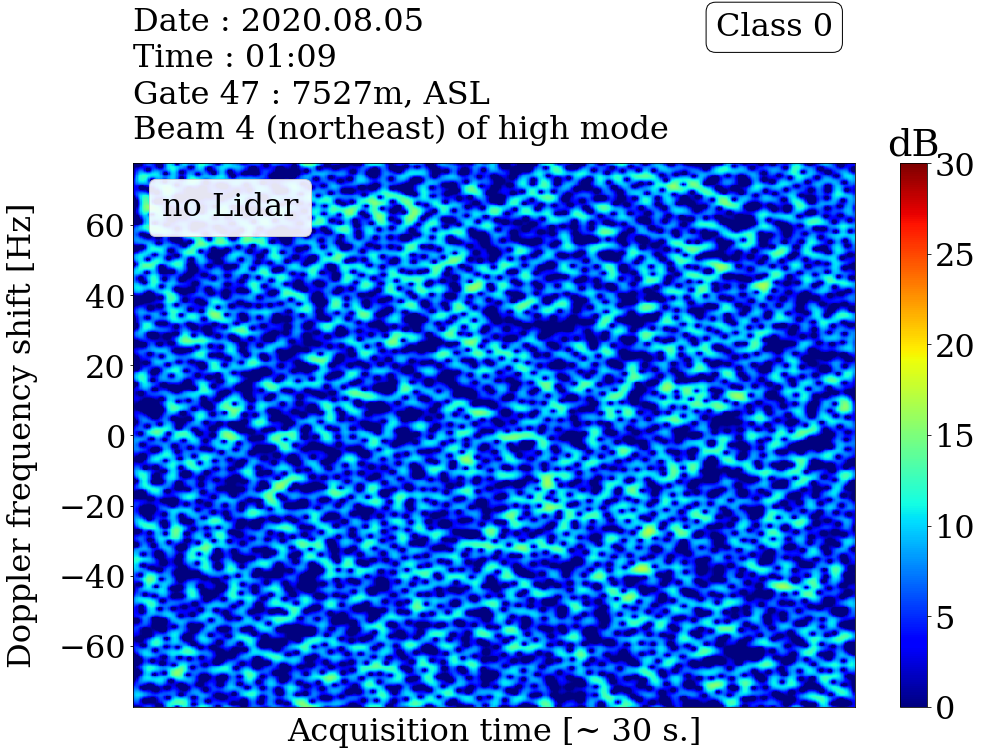 Date : 2020.08.05
Time : 01:09
Gate 47 : 7527m, ASL
Beam 4 (northeast) of high mode
Class 0
dB
no Lidar
Doppler frequency shift [Hz]
60
40
20
0
−20
−40
−60
30
25
20
15
10
5
0
Acquisition time [~ 30 s.]